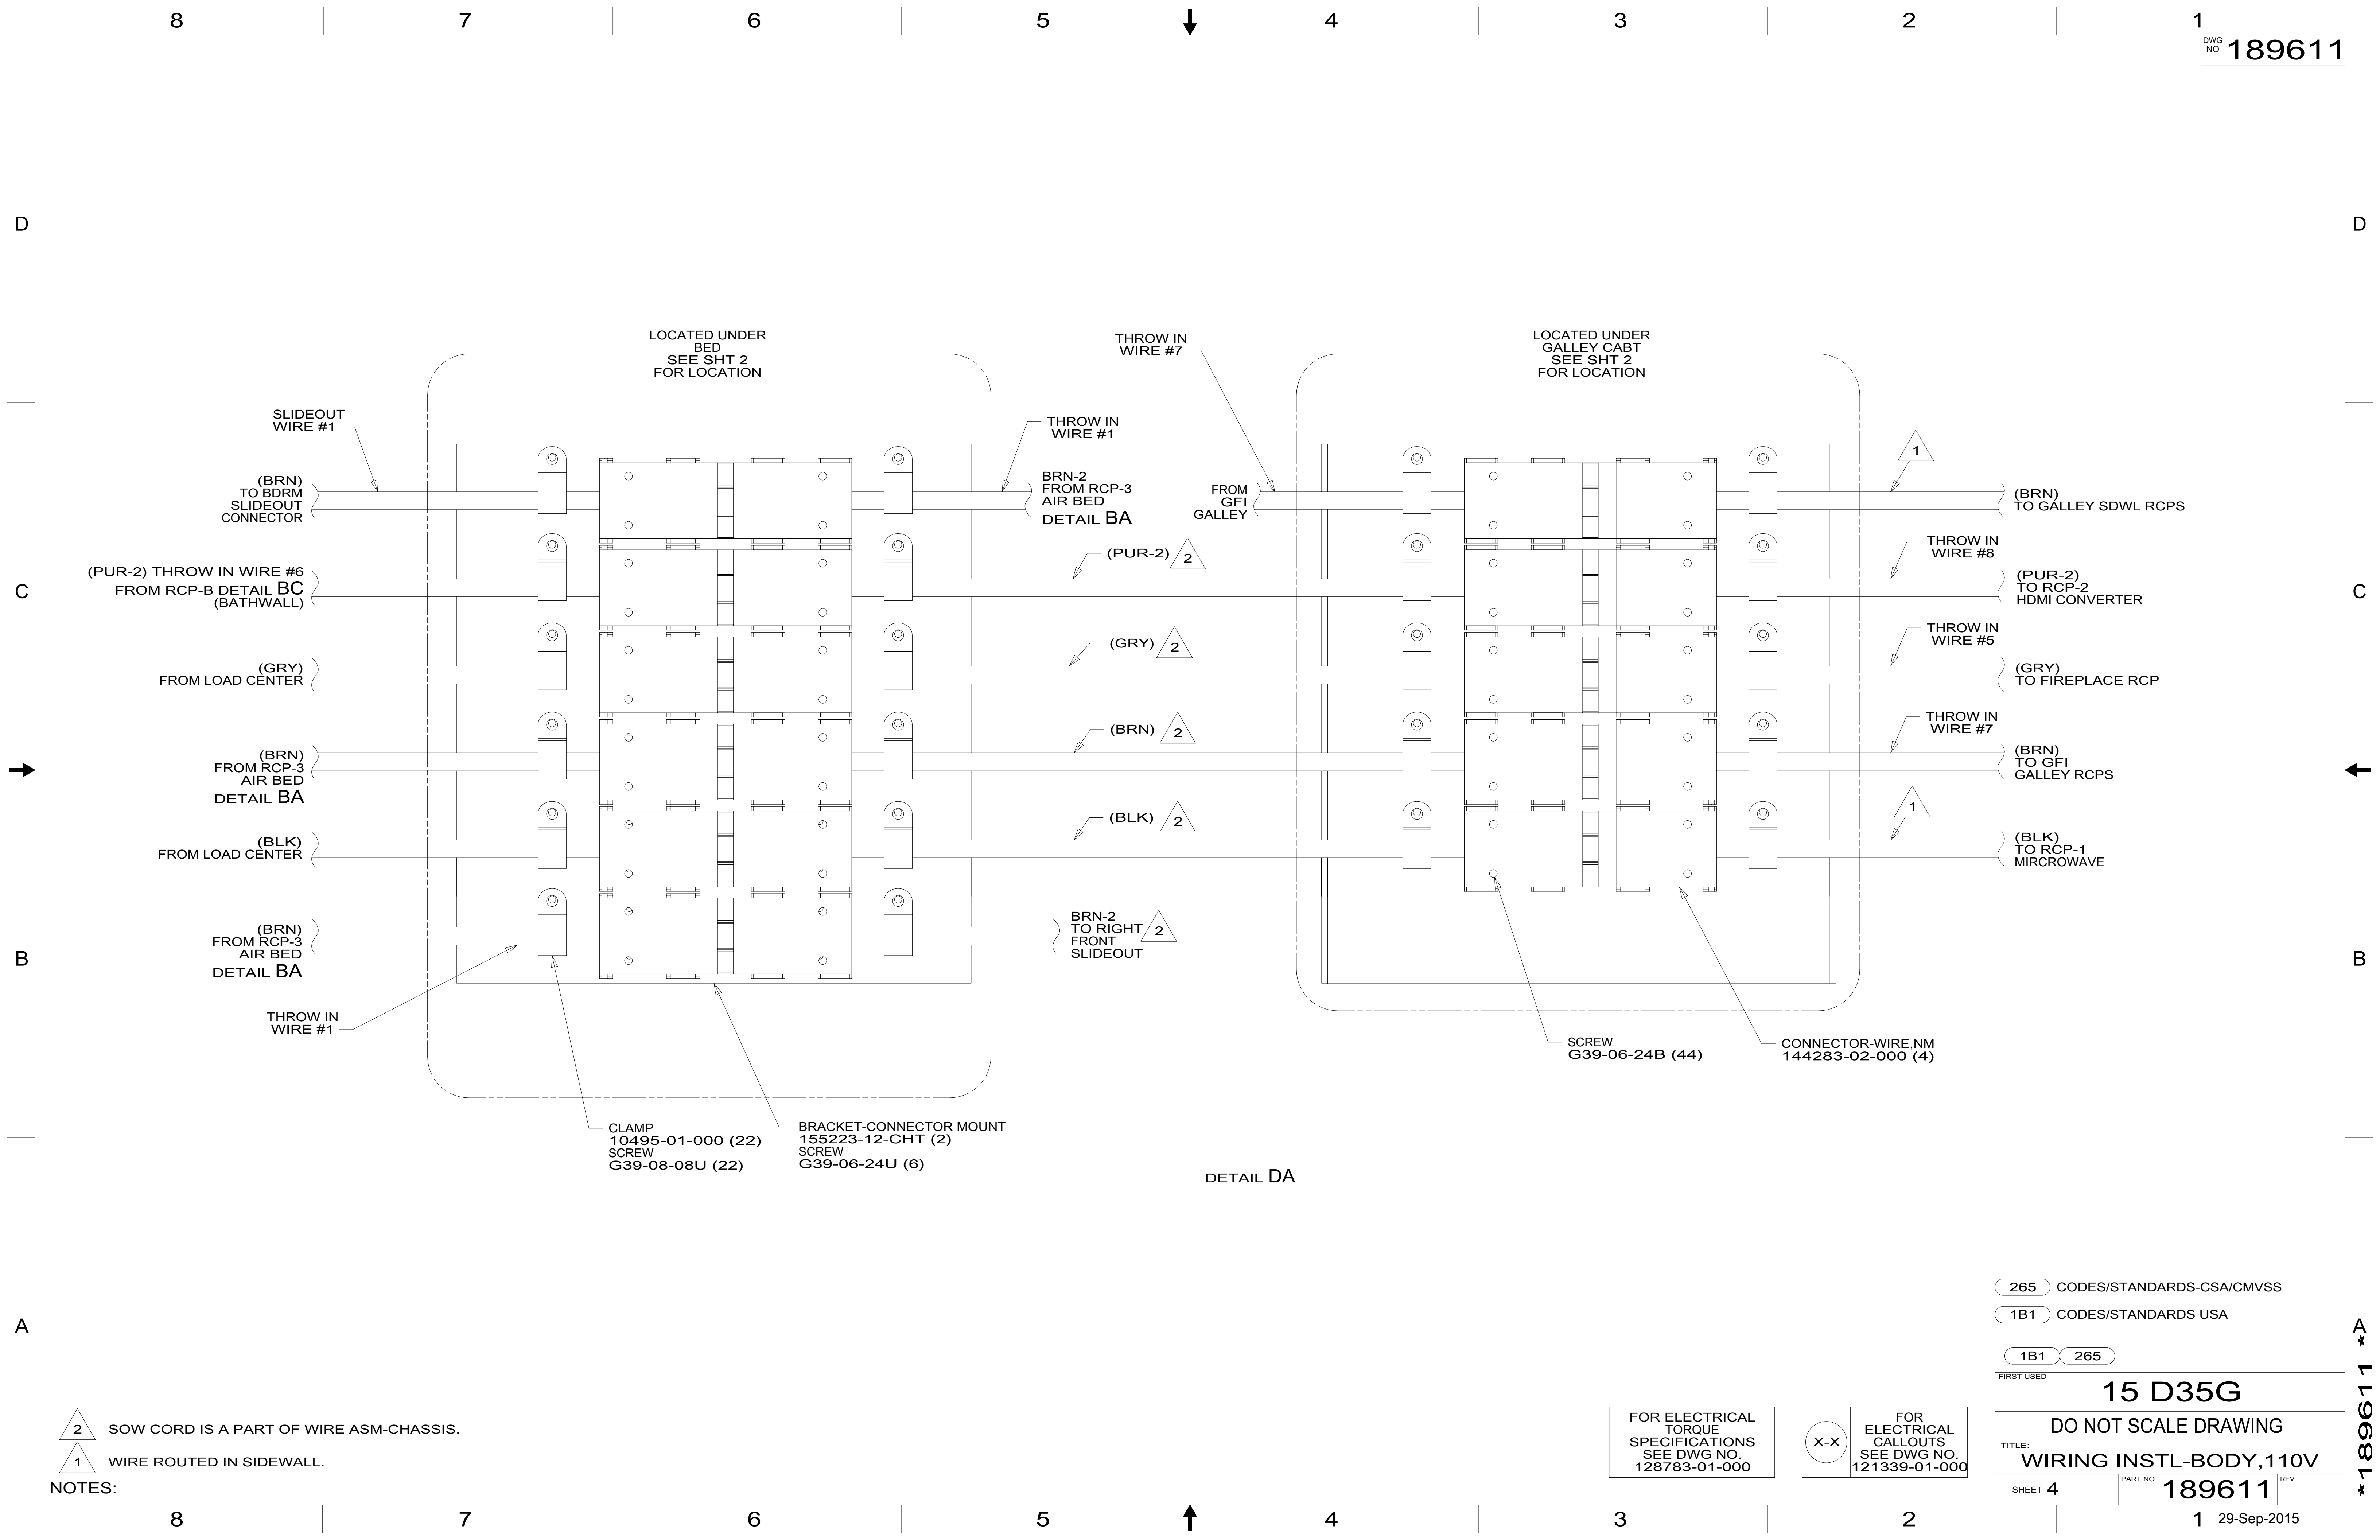 8 7 6 5 4 3 2 1
DWG
NO 189611
D D
LOCATED UNDER
BED
SEE SHT 2
FOR LOCATION
THROW IN
WIRE #7
LOCATED UNDER
GALLEY CABT
SEE SHT 2
FOR LOCATION
SLIDEOUT
WIRE #1
THROW IN
WIRE #1
1
(BRN)
TO BDRM
SLIDEOUT
CONNECTOR
BRN-2
FROM RCP-3
AIR BED
DETAIL BA
FROM
GFI
GALLEY
(BRN)
TO GALLEY SDWL RCPS
(PUR-2) 2
THROW IN
WIRE #8
C C
(PUR-2) THROW IN WIRE #6
FROM RCP-B DETAIL BC
(BATHWALL)
(PUR-2)
TO RCP-2
HDMI CONVERTER
(GRY) 2
THROW IN
WIRE #5
(GRY)
FROM LOAD CENTER
(GRY)
TO FIREPLACE RCP
(BRN) 2
THROW IN
WIRE #7
(BRN)
FROM RCP-3
AIR BED
DETAIL BA
(BRN)
TO GFI
GALLEY RCPS
(BLK) 2
1
(BLK)
FROM LOAD CENTER
(BLK)
TO RCP-1
MIRCROWAVE
(BRN)
FROM RCP-3
AIR BED
DETAIL BA
BRN-2
TO RIGHT
FRONT
SLIDEOUT
2
B B
THROW IN
WIRE #1
SCREW
G39-06-24B (44)
CONNECTOR-WIRE,NM
144283-02-000 (4)
CLAMP
10495-01-000 (22)
SCREW
G39-08-08U (22)
BRACKET-CONNECTOR MOUNT
155223-12-CHT (2)
SCREW
G39-06-24U (6)
DETAIL DA
265 CODES/STANDARDS-CSA/CMVSS
1B1 CODES/STANDARDS USA
A A
1B1 265
*189611*
FIRST USED
15 D35G
DO NOT SCALE DRAWING
TITLE:
WIRING INSTL-BODY,110V
SHEET 4
PART NO 189611
REV
FOR ELECTRICAL
TORQUE
SPECIFICATIONS
SEE DWG NO.
128783-01-000
X-X
FOR
ELECTRICAL
CALLOUTS
SEE DWG NO.
121339-01-000
2 SOW CORD IS A PART OF WIRE ASM-CHASSIS.
1 WIRE ROUTED IN SIDEWALL.
NOTES:
8 7 6 5 4 3 2 1
29-Sep-2015